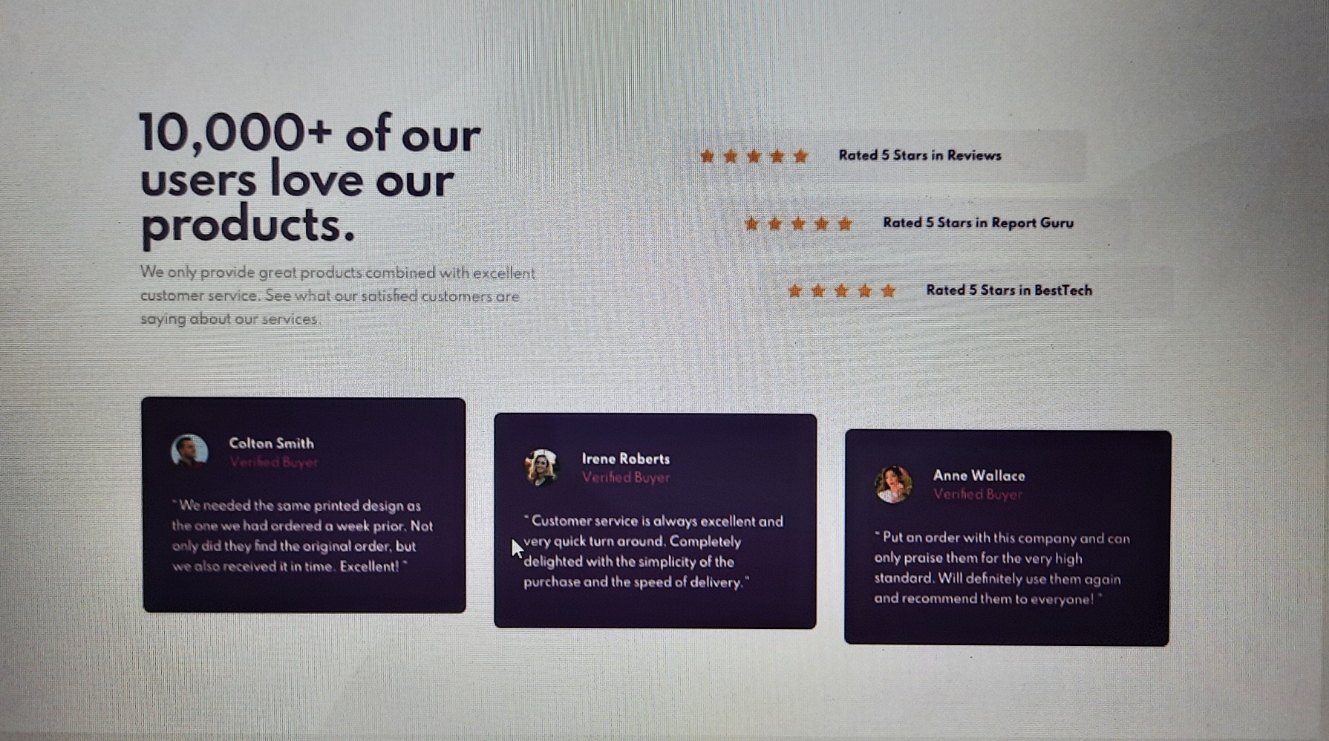 10,000+ of our
users love our
products.
We only provide great products combined with excellent
customer service. See what our satisfied customers are
saying about our services.
Rated 5 Stars in Reviews
Rated 5 Stars in Report Guru
Rated 5 Stars in BestTech
Colton Smith
Verified Buyer
" We needed the same printed design as
the one we had ordered a week prior. Not
only did they find the original order, but
we also received it in time. Excellent! "
Irene Roberts
Verified Buyer
" Customer service is always excellent and
very quick turn around. Completely
delighted with the simplicity of the
purchase and the speed of delivery."
Anne Wallace
Verified Buyer
" Put an order with this company and can
only praise them for the very high
standard. Will definitely use them again
and recommend them to everyone! "